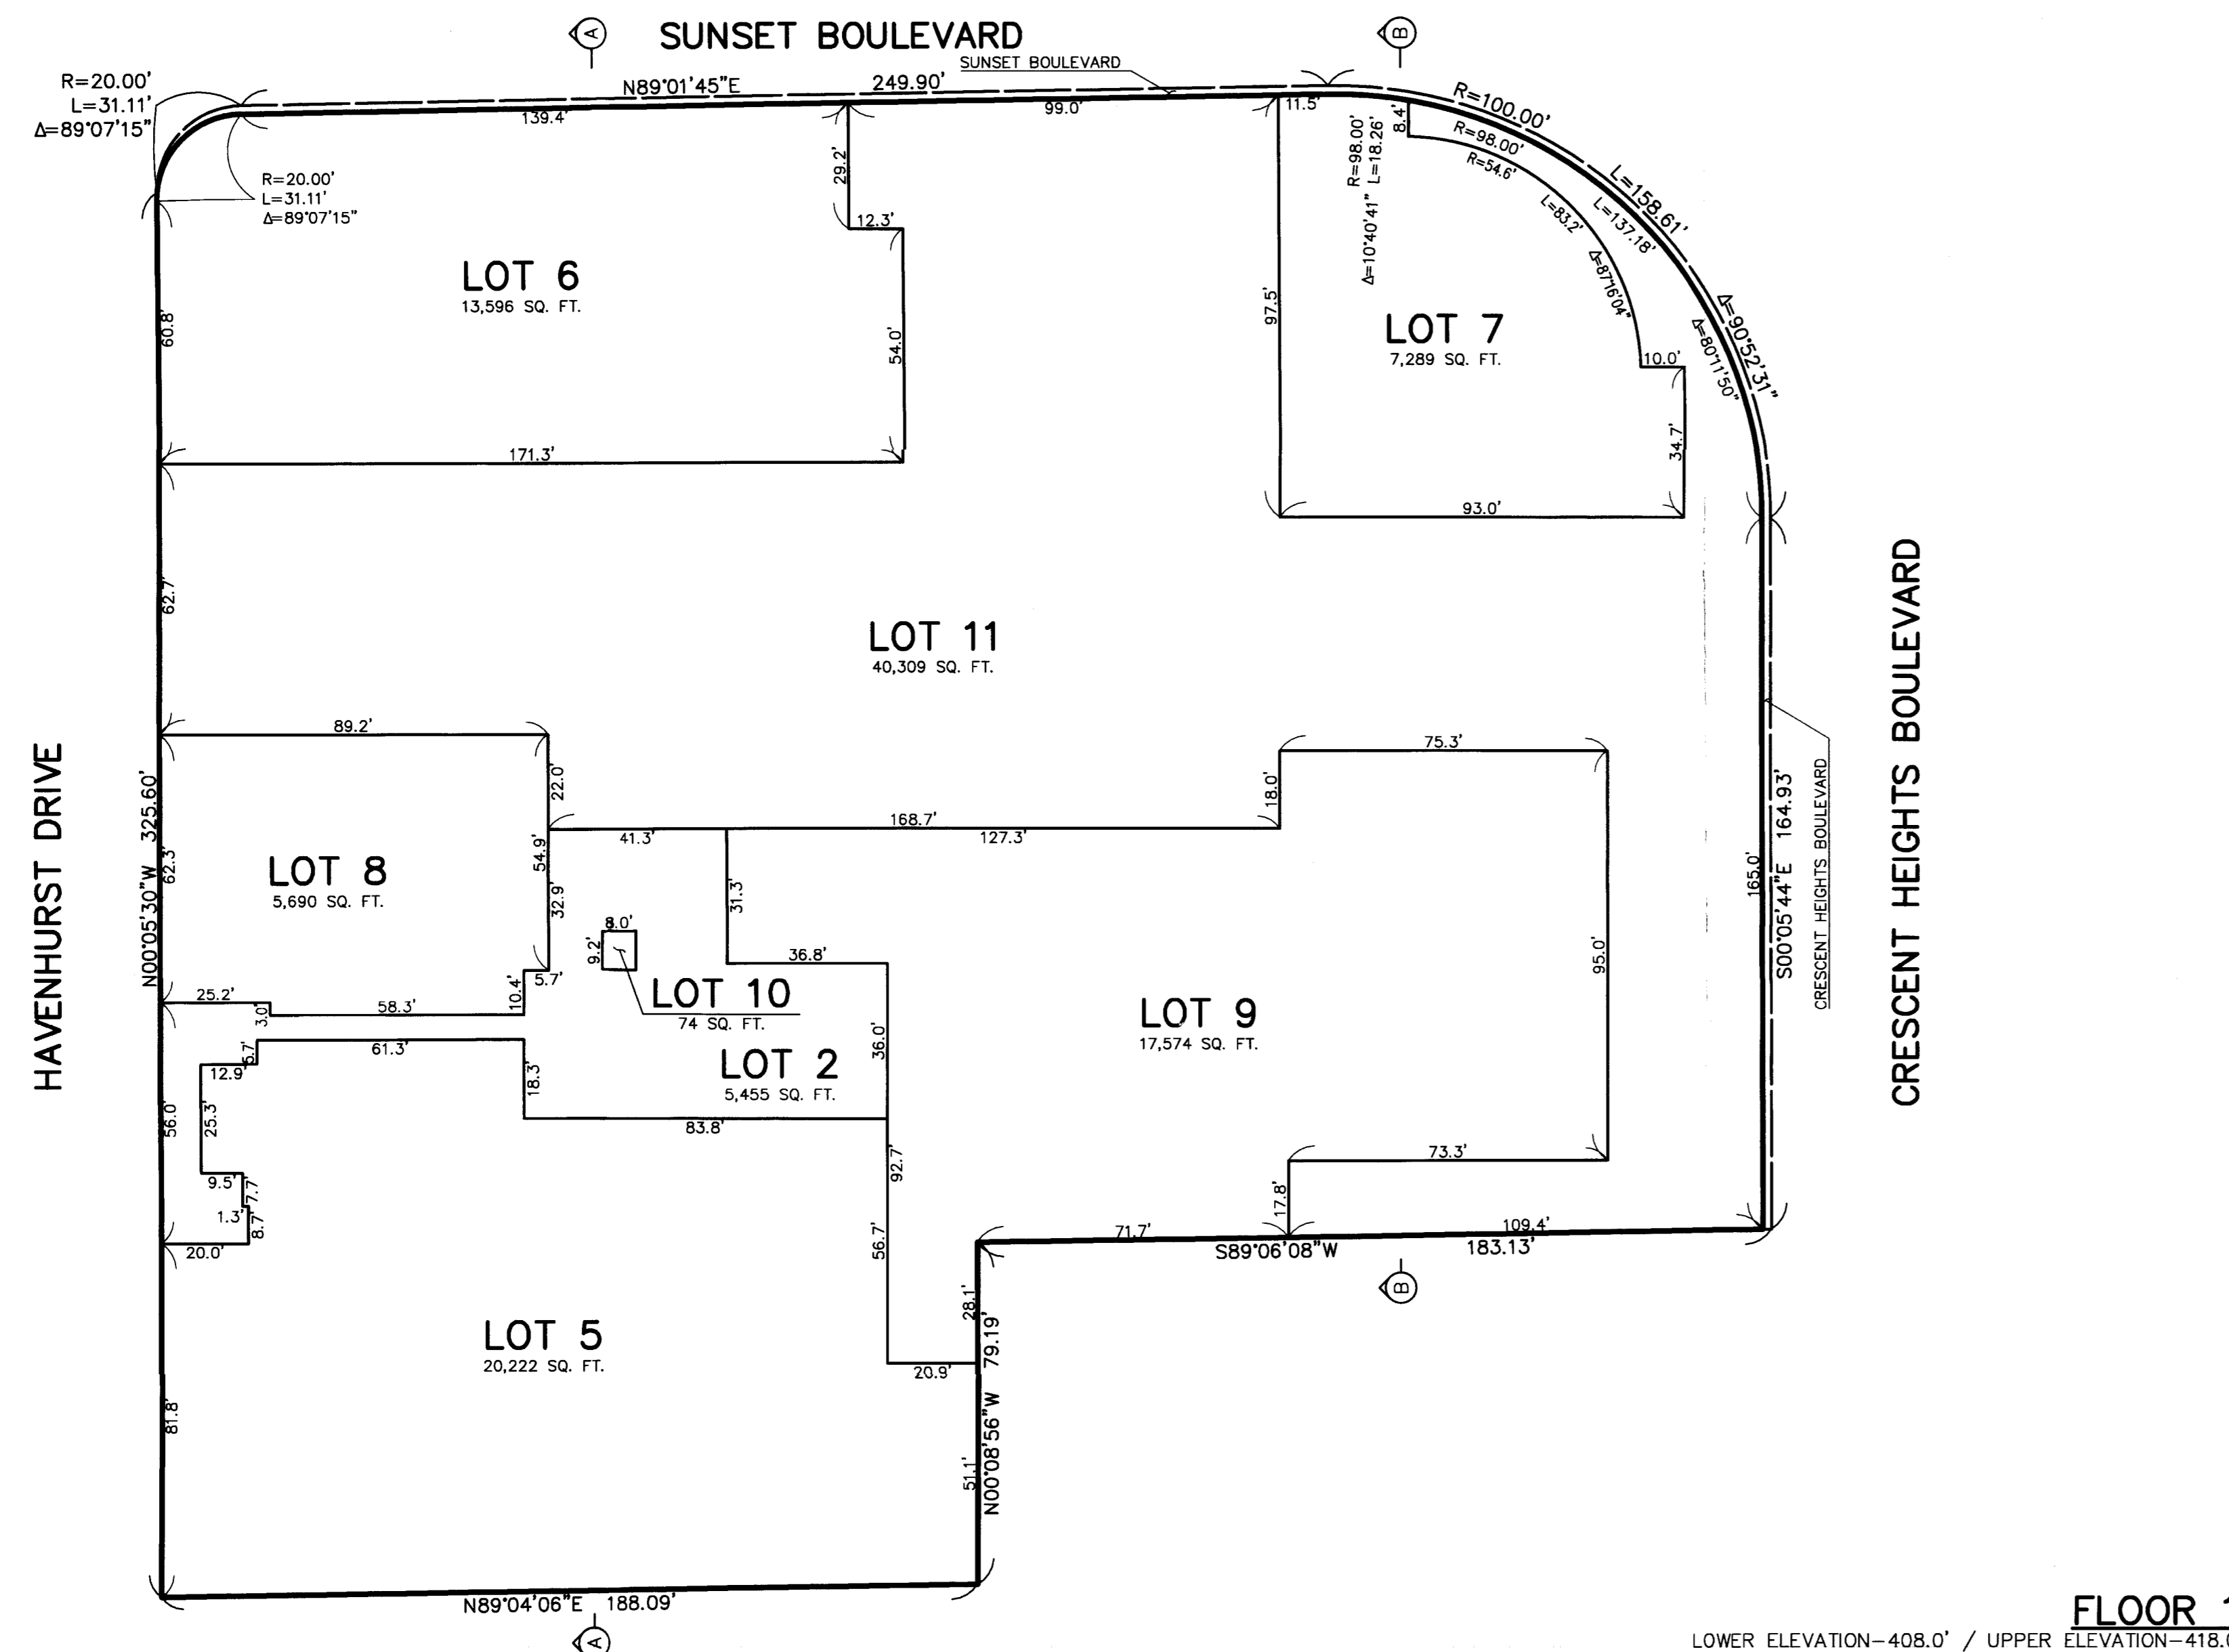 SUNSET BOULEVARD
A
B
SUNSET BOULEVARD
N89°01'45"E 249.90'
R=20.00'
L=31.11'
Δ=89°07'15"
139.4'
99.0'
11.5'
R=20.00'
L=31.11'
Δ=89°07'15"
29.2'
12.3'
54.0'
LOT 6
13,596 SQ. FT.
60.8'
171.3'
97.5'
R=98.00' L=18.26'
Δ=10°40'41"
8.4'
R=100.00'
L=158.61'
Δ=90°52'31"
R=98.00'
L=137.18'
Δ=80°11'50"
R=54.6'
L=83.2'
Δ=87°16'04"
LOT 7
7,289 SQ. FT.
10.0'
34.7'
93.0'
62.7'
LOT 11
40,309 SQ. FT.
CRESCENT HEIGHTS BOULEVARD
CRESCENT HEIGHTS BOULEVARD
S00°05'44"E 164.93'
165.0'
HAVENHURST DRIVE
N00°05'30"W 325.60'
89.2'
22.0'
62.3'
LOT 8
5,690 SQ. FT.
54.9'
32.9'
41.3'
168.7'
127.3'
18.0'
75.3'
95.0'
31.3'
36.8'
36.0'
8.0'
9.2'
LOT 10
74 SQ. FT.
5.7'
10.4'
25.2'
3.0'
58.3'
LOT 9
17,574 SQ. FT.
LOT 2
5,455 SQ. FT.
5.7'
61.3'
12.9'
18.3'
25.3'
56.0'
83.8'
92.7'
9.5'
7.7'
1.3'
8.7'
20.0'
73.3'
17.8'
71.7'
109.4'
S89°06'08"W 183.13'
B
56.7'
28.1'
79.19'
N00°08'56"W
51.1'
20.9'
LOT 5
20,222 SQ. FT.
81.8'
N89°04'06"E 188.09'
A
FLOOR 1
LOWER ELEVATION-408.0' / UPPER ELEVATION-418.0